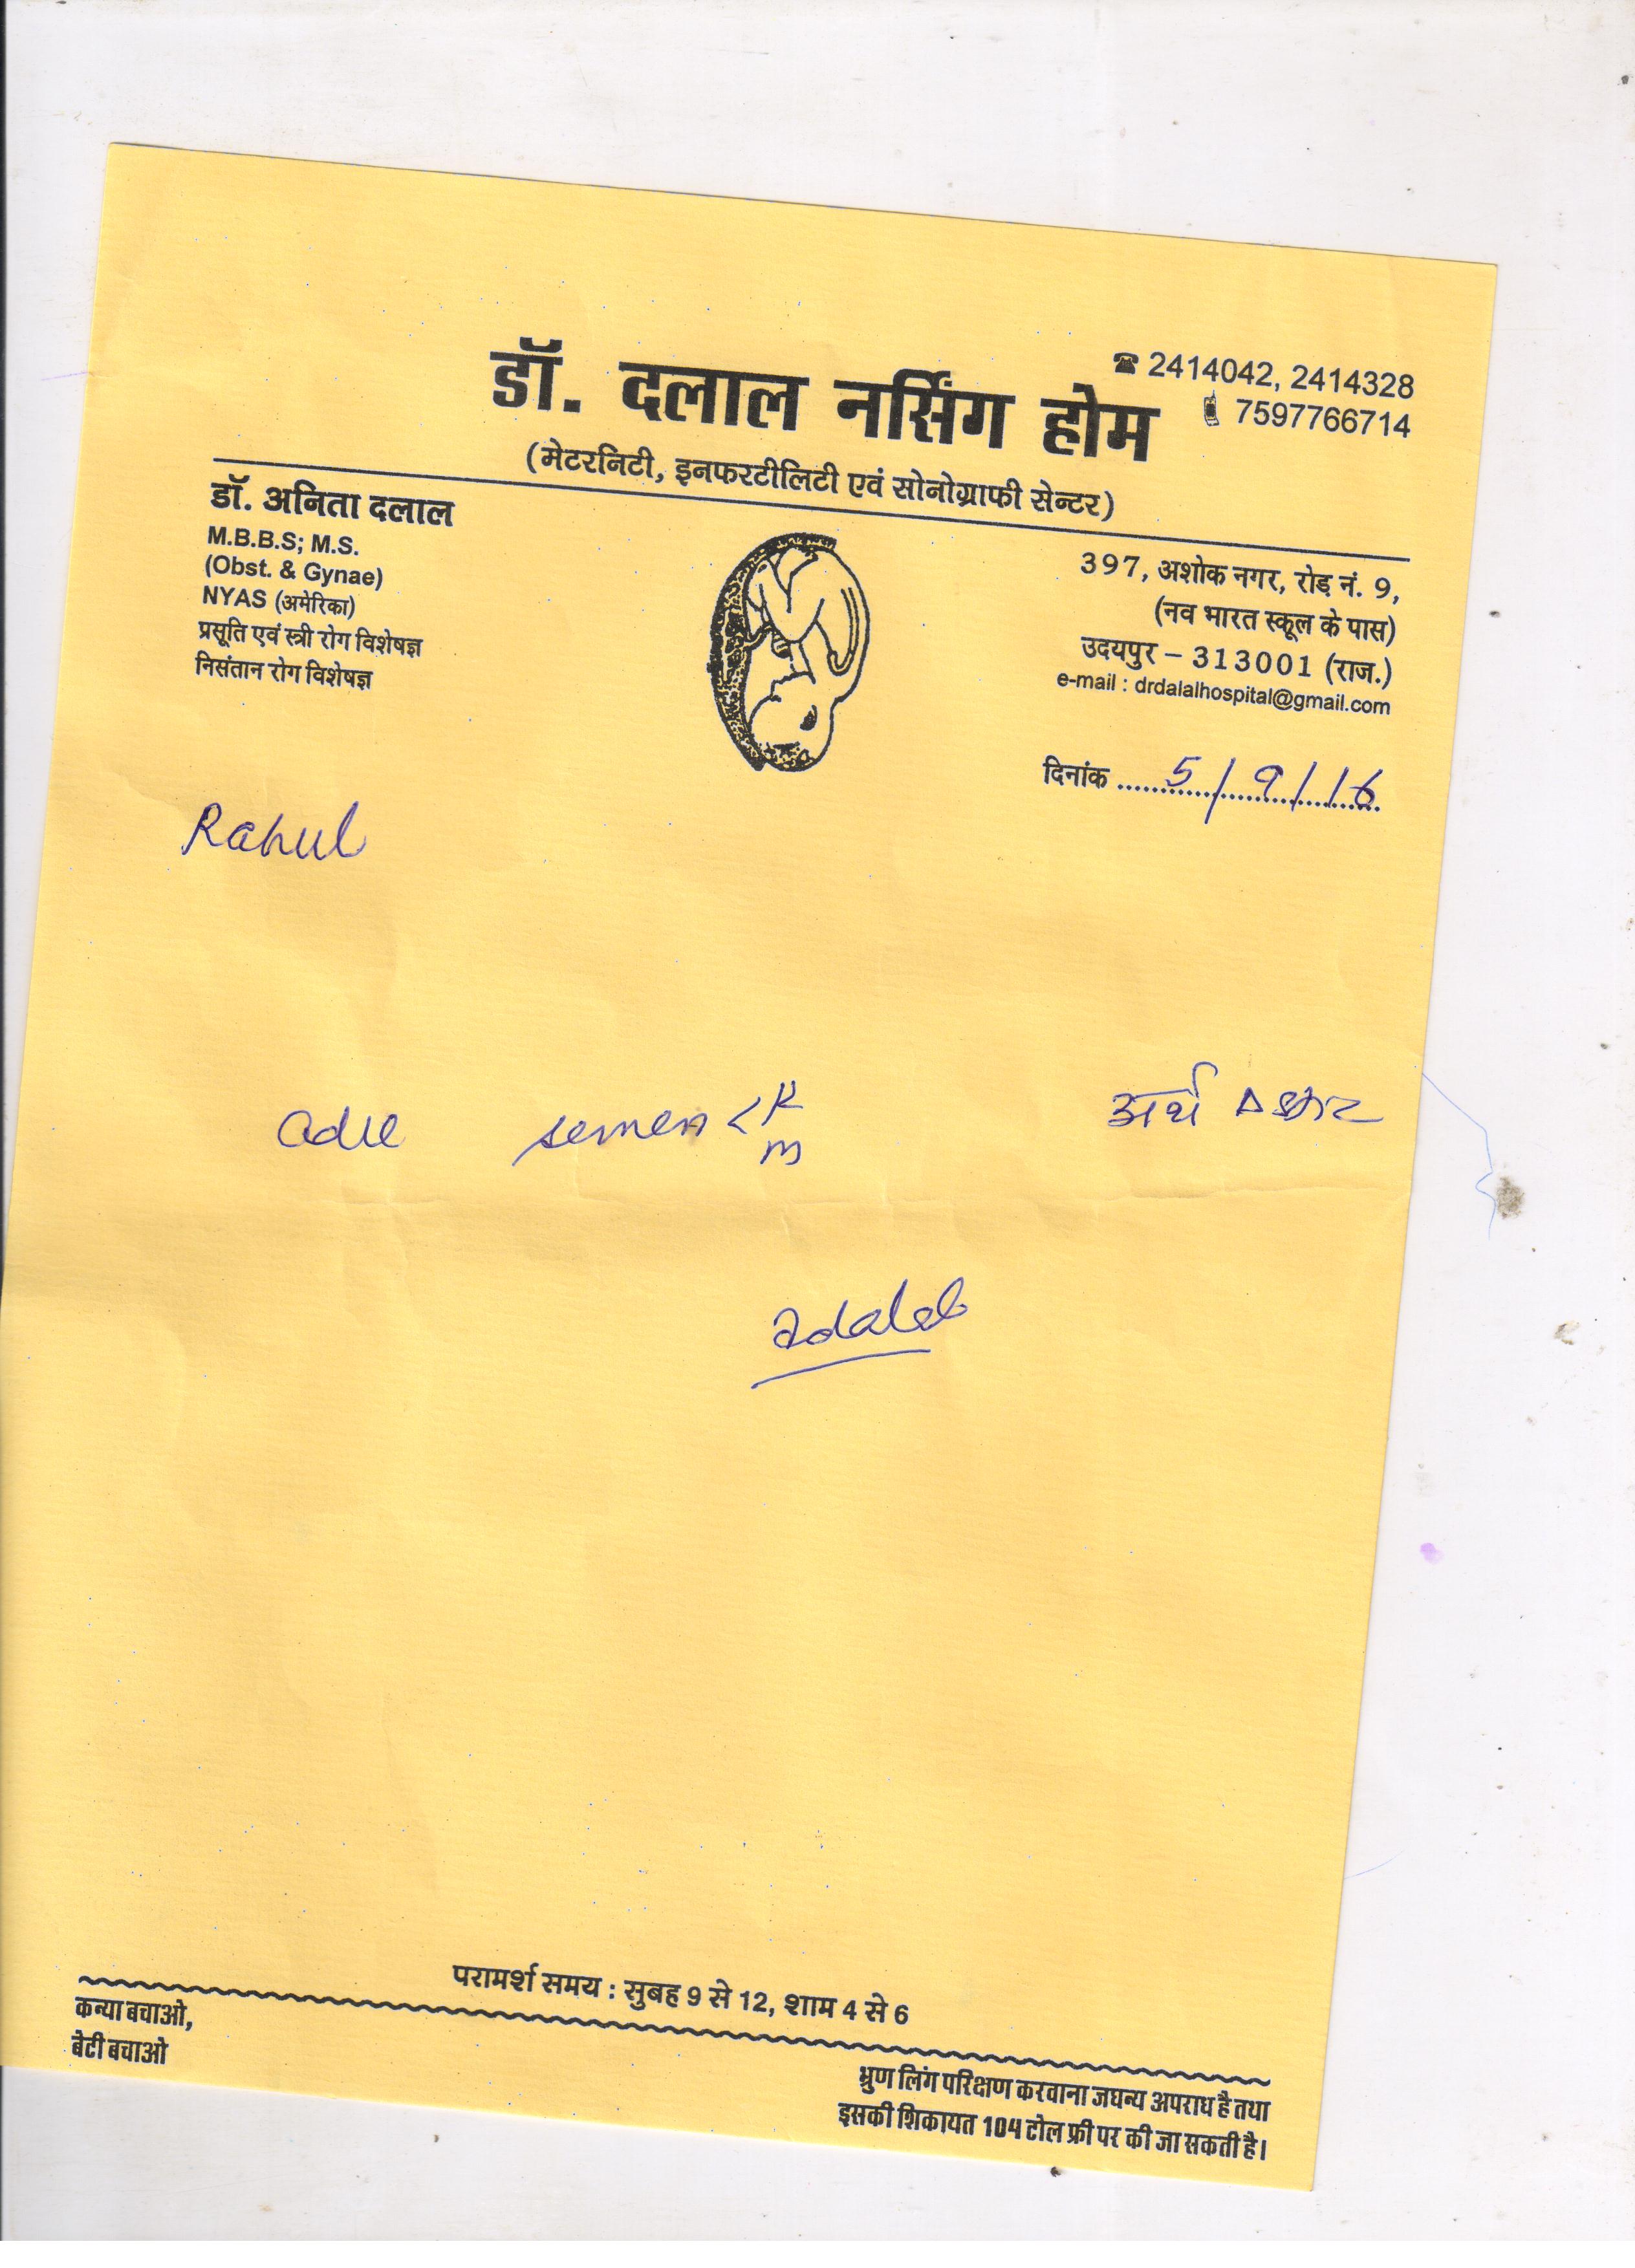 ☎ 2414042, 2414328
डॉ. दलाल नर्सिंग होम
7597766714
(मेटरनिटी, इनफरटीलिटी एवं सोनोग्राफी सेन्टर)
डॉ. अनिता दलाल
M.B.B.S; M.S.
(Obst. & Gynae)
NYAS (अमेरिका)
प्रसूति एवं स्त्री रोग विशेषज्ञ
निसंतान रोग विशेषज्ञ
397, अशोक नगर, रोड़ नं. 9,
(नव भारत स्कूल के पास)
उदयपुर – 313001 (राज.)
e-mail : drdalalhospital@gmail.com
दिनांक 5/9/16
Rahul
semen < R
m
अर्थ
परामर्श समय : सुबह 9 से 12, शाम 4 से 6
कन्या बचाओ,
बेटी बचाओ
भ्रुण लिंग परिक्षण करवाना जघन्य अपराध है तथा
इसकी शिकायत 104 टोल फ्री पर की जा सकती है।